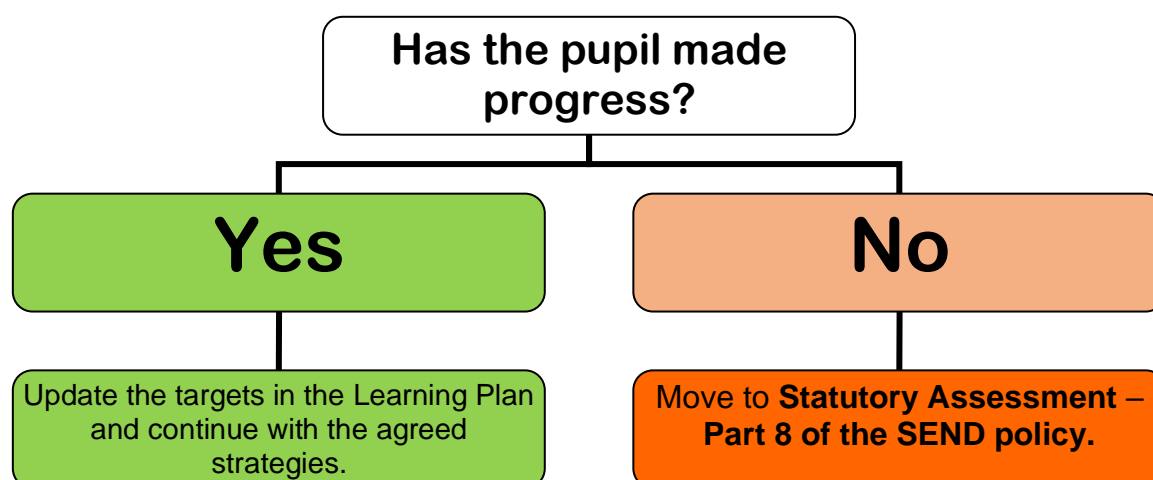 Has the pupil made
progress?
Yes
No
Update the targets in the Learning Plan
and continue with the agreed
strategies.
Move to Statutory Assessment –
Part 8 of the SEND policy.